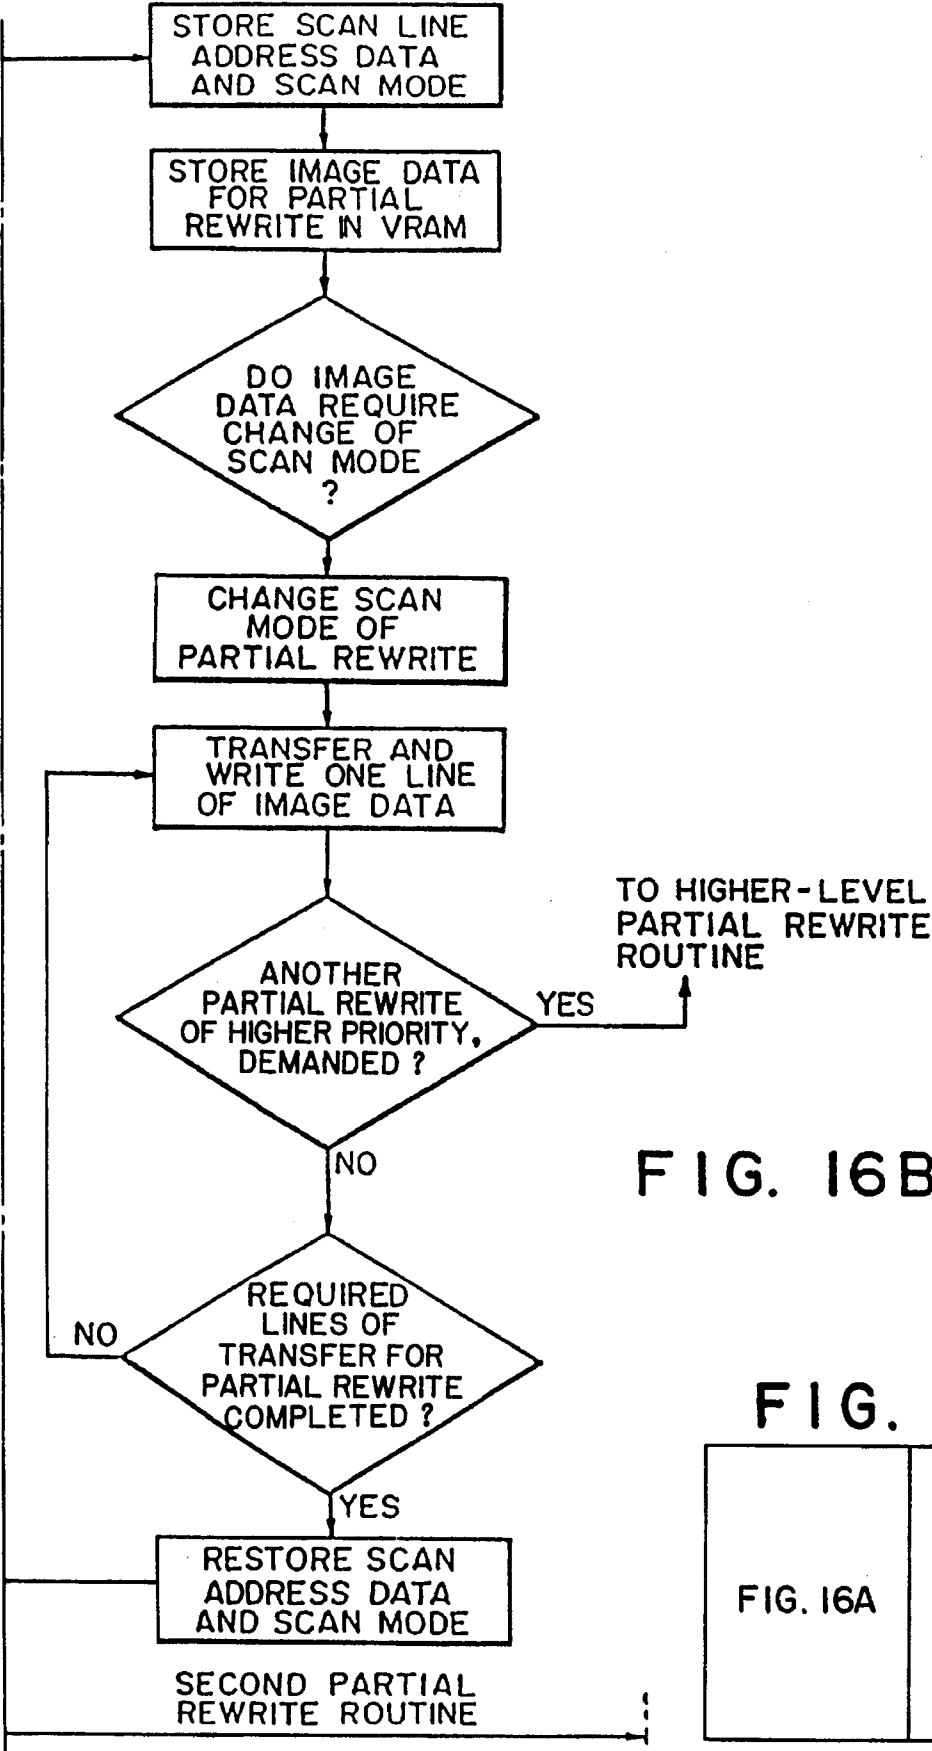 STORE SCAN LINE
ADDRESS DATA
AND SCAN MODE
STORE IMAGE DATA
FOR PARTIAL
REWRITE IN VRAM
DO IMAGE
DATA REQUIRE
CHANGE OF
SCAN MODE
?
CHANGE SCAN
MODE OF
PARTIAL REWRITE
TRANSFER AND
WRITE ONE LINE
OF IMAGE DATA
TO HIGHER-LEVEL
PARTIAL REWRITE
ROUTINE
ANOTHER
PARTIAL REWRITE
OF HIGHER PRIORITY,
DEMANDED ?
YES
NO
FIG. 16B
REQUIRED
LINES OF
TRANSFER FOR
PARTIAL REWRITE
COMPLETED ?
NO
YES
FIG.
RESTORE SCAN
ADDRESS DATA
AND SCAN MODE
FIG. 16A
SECOND PARTIAL
REWRITE ROUTINE